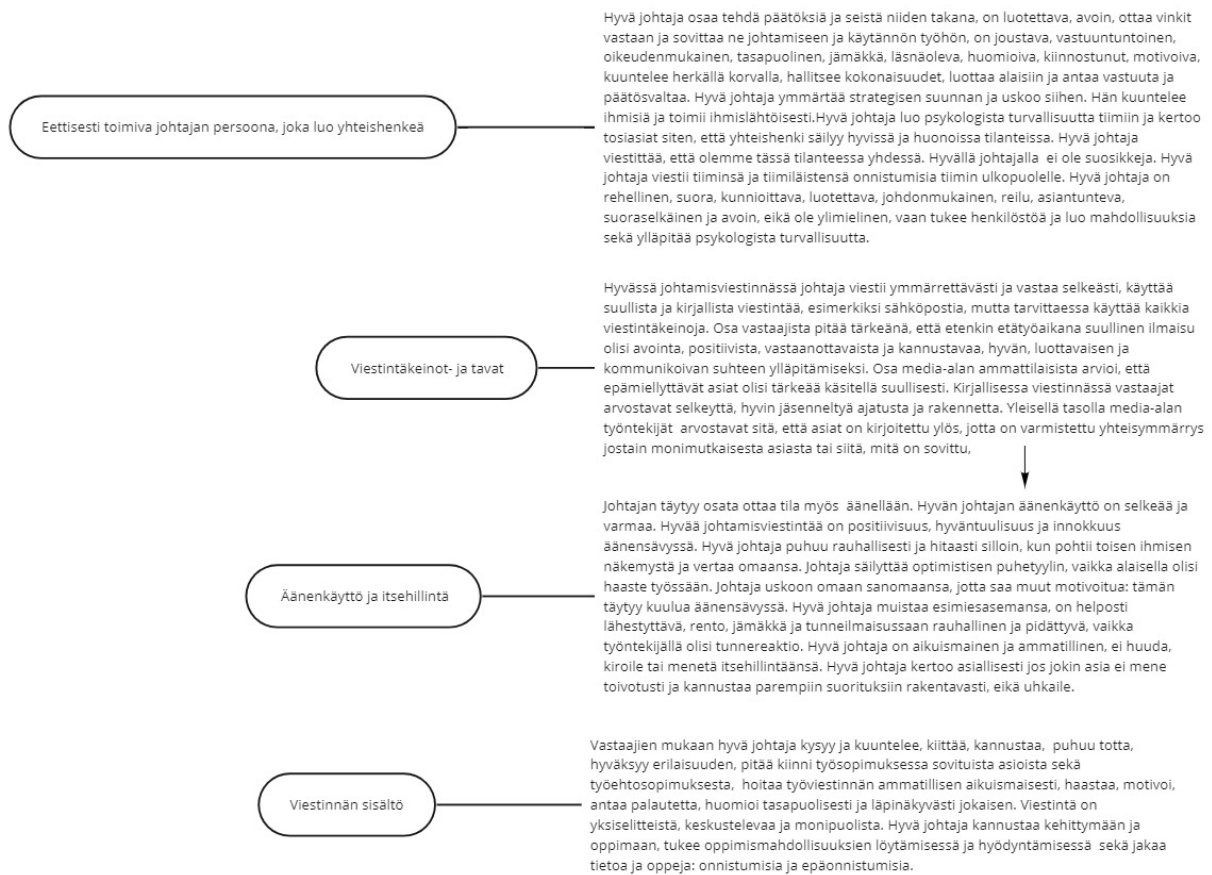 Hyvä johtaja osaa tehdä päätöksiä ja seistä niiden takana, on luotettava, avoin, ottaa vinkit
vastaan ja sovittaa ne johtamiseen ja käytännön työhön, on joustava, vastuuntuntoinen,
oikeudenmukainen, tasapuolinen, jämäkkä, läsnäoleva, huomioiva, kiinnostunut, motivoiva,
kuuntelee herkällä korvalla, hallitsee kokonaisuudet, luottaa alaisiin ja antaa vastuuta ja
päätösvaltaa. Hyvä johtaja ymmärtää strategisen suunnan ja uskoo siihen. Hän kuuntelee
Eettisesti toimiva johtajan persoona, joka luo yhteishenkeä
ihmisiä ja toimii ihmislähtöisesti.Hyvä johtaja luo psykologista turvallisuutta tiimiin ja kertoo
tosiasiat siten, että yhteishenki säilyy hyvissä ja huonoissa tilanteissa. Hyvä johtaja
viestittää, että olemme tässä tilanteessa yhdessä. Hyvällä johtajalla  ei ole suosikkeja. Hyvä
johtaja viestii tiiminsä ja tiimiläistensä onnistumisia tiimin ulkopuolelle. Hyvä johtaja on
rehellinen, suora, kunnioittava, luotettava, johdonmukainen, reilu, asiantunteva,
suoraselkäinen ja avoin, eikä ole ylimielinen, vaan tukee henkilöstöä ja luo mahdollisuuksia
sekä ylläpitää psykologista turvallisuutta.
Hyvässä johtamisviestinnässä johtaja viestii ymmärrettävästi ja vastaa selkeästi, käyttää
suullista ja kirjallista viestintää, esimerkiksi sähköpostia, mutta tarvittaessa käyttää kaikkia
viestintäkeinoja. Osa vastaajista pitää tärkeänä, että etenkin etätyöaikana suullinen ilmaisu
olisi avointa, positiivista, vastaanottavaista ja kannustavaa, hyvän, luottavaisen ja
Viestintäkeinot- ja tavat
kommunikoivan suhteen ylläpitämiseksi. Osa media-alan ammattilaisista arvioi, että
epämiellyttävät asiat olisi tärkeää käsitellä suullisesti. Kirjallisessa viestinnässä vastaajat
arvostavat selkeyttä, hyvin jäsenneltyä ajatusta ja rakennetta. Yleisellä tasolla media-alan
työntekijät  arvostavat sitä, että asiat on kirjoitettu ylös, jotta on varmistettu yhteisymmärrys
jostain monimutkaisesta asiasta tai siitä, mitä on sovittu,
Johtajan täytyy osata ottaa tila myös  äänellään. Hyvän johtajan äänenkäyttö on selkeää ja
varmaa. Hyvää johtamisviestintää on positiivisuus, hyväntuulisuus ja innokkuus
äänensävyssä. Hyvä johtaja puhuu rauhallisesti ja hitaasti silloin, kun pohtii toisen ihmisen
näkemystä ja vertaa omaansa. Johtaja säilyttää optimistisen puhetyylin, vaikka alaisella olisi
Äänenkäyttö ja itsehillintä
haaste työssään. Johtaja uskoon omaan sanomaansa, jotta saa muut motivoitua: tämän
täytyy kuulua äänensävyssä. Hyvä johtaja muistaa esimiesasemansa, on helposti
lähestyttävä, rento, jämäkkä ja tunneilmaisussaan rauhallinen ja pidättyvä, vaikka
työntekijällä olisi tunnereaktio. Hyvä johtaja on aikuismainen ja ammatillinen, ei huuda,
kiroile tai menetä itsehillintäänsä. Hyvä johtaja kertoo asiallisesti jos jokin asia ei mene
toivotusti ja kannustaa parempiin suorituksiin rakentavasti, eikä uhkaile.
Vastaajien mukaan hyvä johtaja kysyy ja kuuntelee, kiittää, kannustaa,  puhuu totta,
hyväksyy erilaisuuden, pitää kiinni työsopimuksessa sovituista asioista sekä
työehtosopimuksesta,  hoitaa työviestinnän ammatillisen aikuismaisesti, haastaa, motivoi,
Viestinnän sisältö
antaa palautetta, huomioi tasapuolisesti ja läpinäkyvästi jokaisen. Viestintä on
yksiselitteistä, keskustelevaa ja monipuolista. Hyvä johtaja kannustaa kehittymään ja
oppimaan, tukee oppimismahdollisuuksien löytämisessä ja hyödyntämisessä  sekä jakaa
tietoa ja oppeja: onnistumisia ja epäonnistumisia.